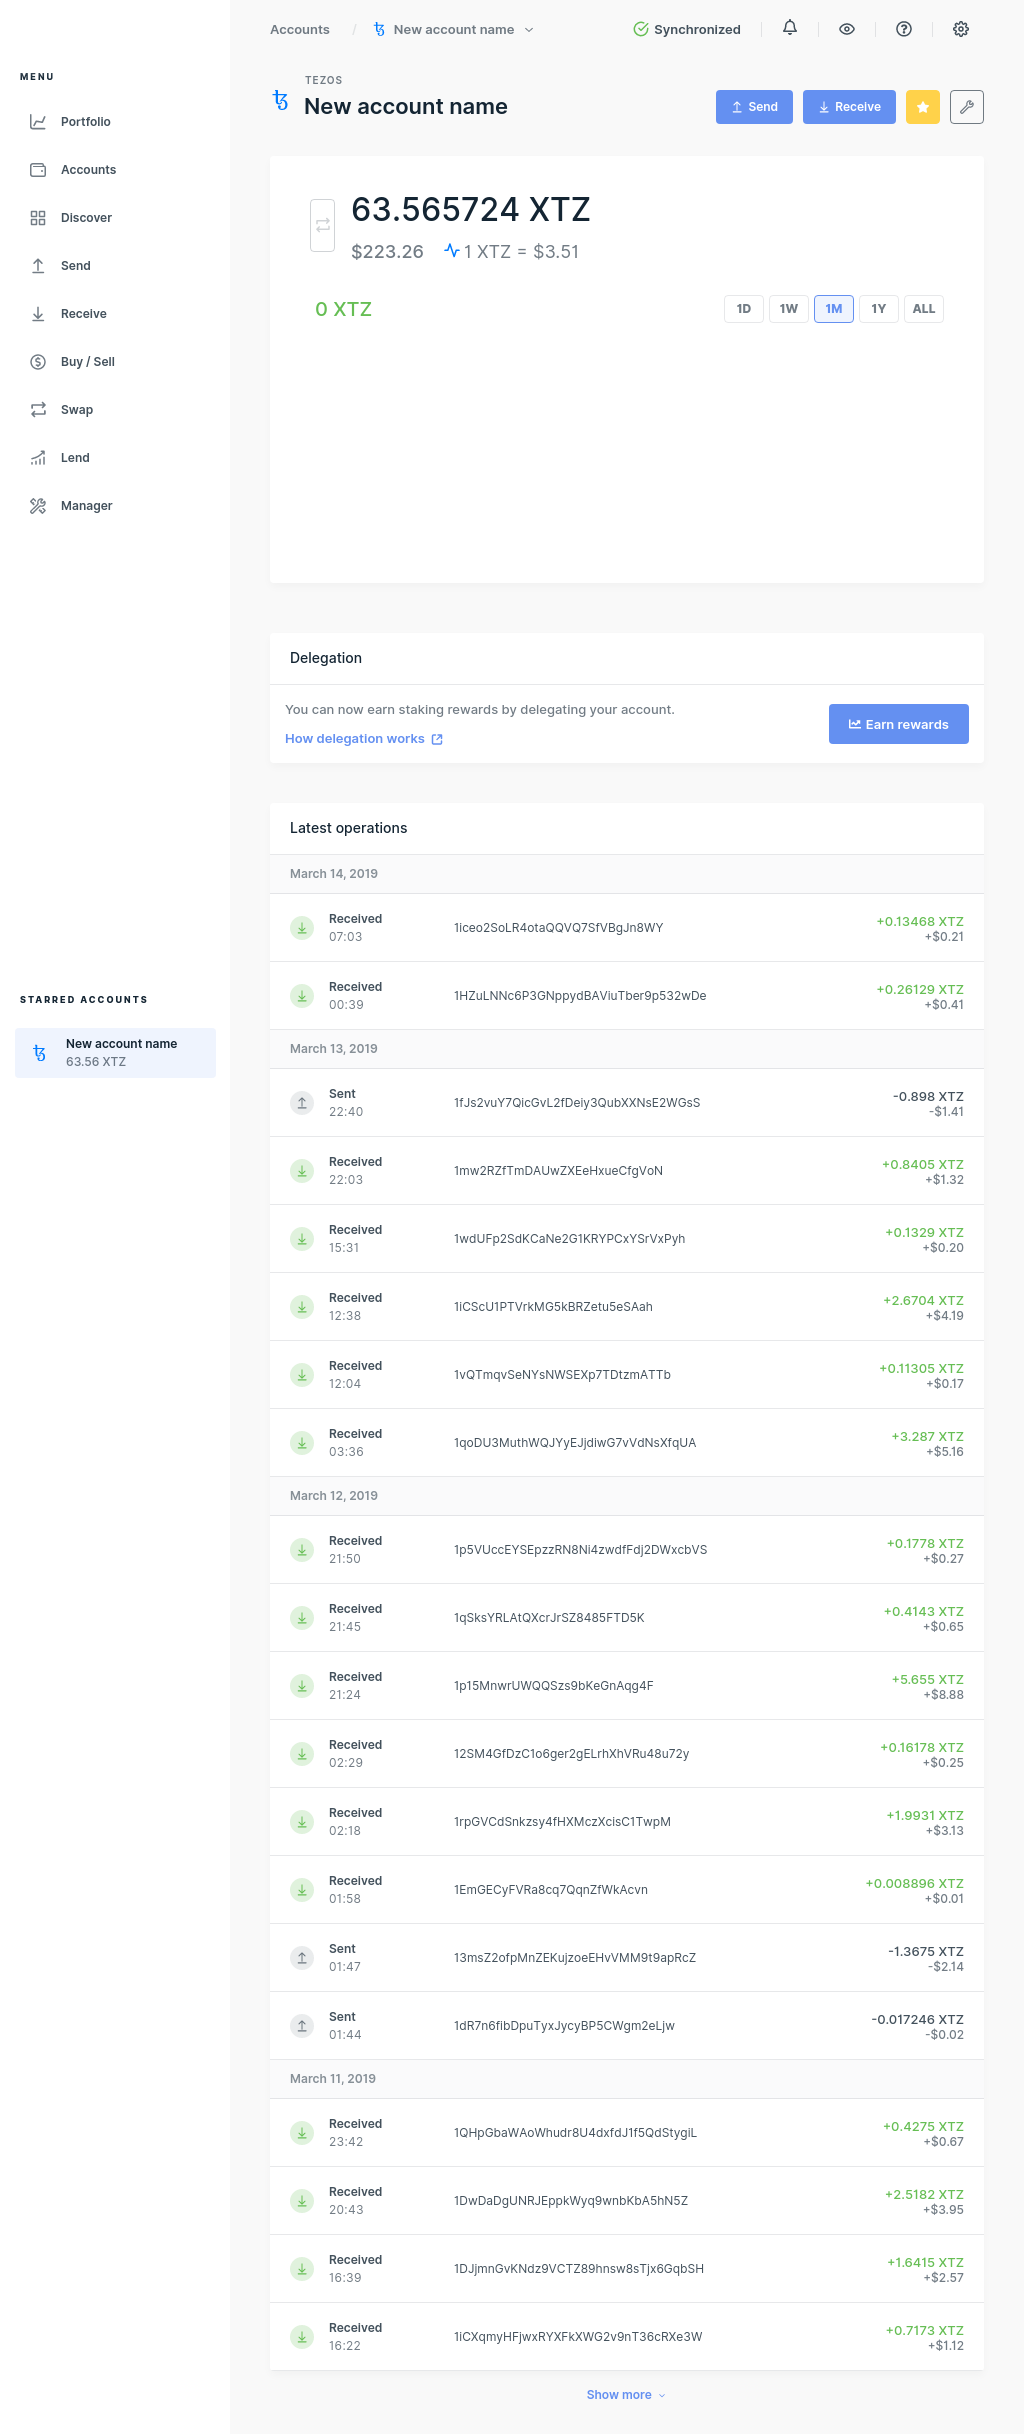 MENU
Portfolio
Accounts
Discover
Send
Receive
Buy / Sell
Swap
Lend
Manager
STARRED ACCOUNTS
New account name
63.56 XTZ
Accounts / New account name
Synchronized
TEZOS
New account name
Send
Receive
63.565724 XTZ
$223.26 1 XTZ = $3.51
0 XTZ
1D 1W 1M 1Y ALL
Delegation
You can now earn staking rewards by delegating your account.
How delegation works
Earn rewards
Latest operations
March 14, 2019
Received
07:03
1iceo2SoLR4otaQQVQ7SfVBgJn8WY
+0.13468 XTZ
+$0.21
Received
00:39
1HZuLNNc6P3GNppydBAViuTber9p532wDe
+0.26129 XTZ
+$0.41
March 13, 2019
Sent
22:40
1fJs2vuY7QicGvL2fDeiy3QubXXNsE2WGsS
-0.898 XTZ
-$1.41
Received
22:03
1mw2RZfTmDAUwZXEeHxueCfgVoN
+0.8405 XTZ
+$1.32
Received
15:31
1wdUFp2SdKCaNe2G1KRYPCxYSrVxPyh
+0.1329 XTZ
+$0.20
Received
12:38
1iCScU1PTVrkMG5kBRZetu5eSAah
+2.6704 XTZ
+$4.19
Received
12:04
1vQTmqvSeNYsNWSEXp7TDtzmATTb
+0.11305 XTZ
+$0.17
Received
03:36
1qoDU3MuthWQJYyEJjdiwG7vVdNsXfqUA
+3.287 XTZ
+$5.16
March 12, 2019
Received
21:50
1p5VUccEYSEpzzRN8Ni4zwdfFdj2DWxcbVS
+0.1778 XTZ
+$0.27
Received
21:45
1qSksYRLAtQXcrJrSZ8485FTD5K
+0.4143 XTZ
+$0.65
Received
21:24
1p15MnwrUWQQSzs9bKeGnAqg4F
+5.655 XTZ
+$8.88
Received
02:29
12SM4GfDzC1o6ger2gELrhXhVRu48u72y
+0.16178 XTZ
+$0.25
Received
02:18
1rpGVCdSnkzsy4fHXMczXcisC1TwpM
+1.9931 XTZ
+$3.13
Received
01:58
1EmGECyFVRa8cq7QqnZfWkAcvn
+0.008896 XTZ
+$0.01
Sent
01:47
13msZ2ofpMnZEKujzoeEHvVMM9t9apRcZ
-1.3675 XTZ
-$2.14
Sent
01:44
1dR7n6fibDpuTyxJycyBP5CWgm2eLjw
-0.017246 XTZ
-$0.02
March 11, 2019
Received
23:42
1QHpGbaWAoWhudr8U4dxfdJ1f5QdStygiL
+0.4275 XTZ
+$0.67
Received
20:43
1DwDaDgUNRJEppkWyq9wnbKbA5hN5Z
+2.5182 XTZ
+$3.95
Received
16:39
1DJjmnGvKNdz9VCTZ89hnsw8sTjx6GqbSH
+1.6415 XTZ
+$2.57
Received
16:22
1iCXqmyHFjwxRYXFkXWG2v9nT36cRXe3W
+0.7173 XTZ
+$1.12
Show more